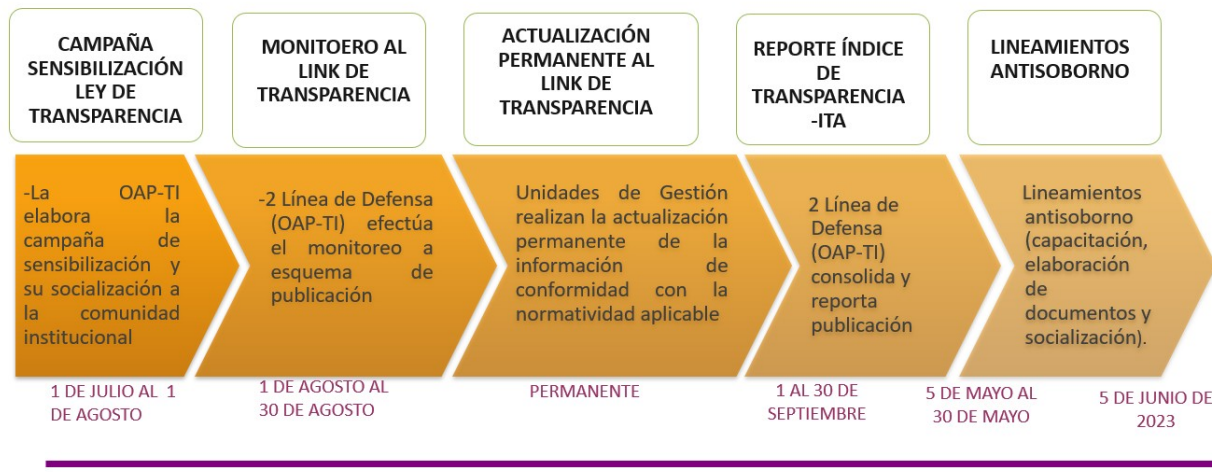 CAMPAÑA
SENSIBILIZACIÓN
LEY DE
TRANSPARENCIA
MONITOERO AL
LINK DE
TRANSPARENCIA
ACTUALIZACIÓN
PERMANENTE AL
LINK DE
TRANSPARENCIA
REPORTE ÍNDICE
DE
TRANSPARENCIA
-ITA
LINEAMIENTOS
ANTISOBORNO
-La OAP-TI
elabora la
campaña de
sensibilización y
su socialización a
la comunidad
institucional
-2 Línea de Defensa
(OAP-TI) efectúa
el monitoreo a
esquema de
publicación
Unidades de Gestión
realizan la actualización
permanente de la
información de
conformidad con la
normatividad aplicable
2 Línea de
Defensa
(OAP-TI)
consolida y
reporta
publicación
Lineamientos
antisoborno
(capacitación,
elaboración
de
documentos y
socialización).
1 DE JULIO AL 1
DE AGOSTO
1 DE AGOSTO AL
30 DE AGOSTO
PERMANENTE
1 AL 30 DE
SEPTIEMBRE
5 DE MAYO AL
30 DE MAYO
5 DE JUNIO DE
2023